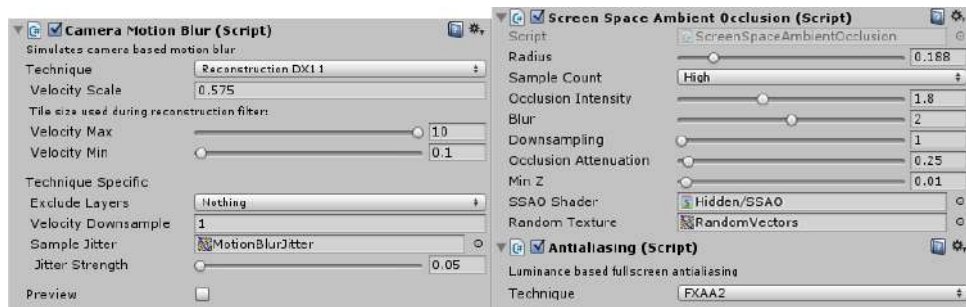 Camera Motion Blur (Script)
Simulates camera based motion blur
Technique Reconstruction DX11
Velocity Scale 0.575
Tile size used during reconstruction filter:
Velocity Max 10
Velocity Min 0.1
Technique Specific
Exclude Layers Nothing
Velocity Downsample 1
Sample Jitter MotionBlurJitter
Jitter Strength 0.05
Preview
Screen Space Ambient Occlusion (Script)
Script ScreenSpaceAmbientOcclusion
Radius 0.188
Sample Count High
Occlusion Intensity 1.8
Blur 2
Downsampling 1
Occlusion Attenuation 0.25
Min Z 0.01
SSAO Shader Hidden/SSAO
Random Texture RandomVectors
Antialiasing (Script)
Luminance based fullscreen antialiasing
Technique FXAA2